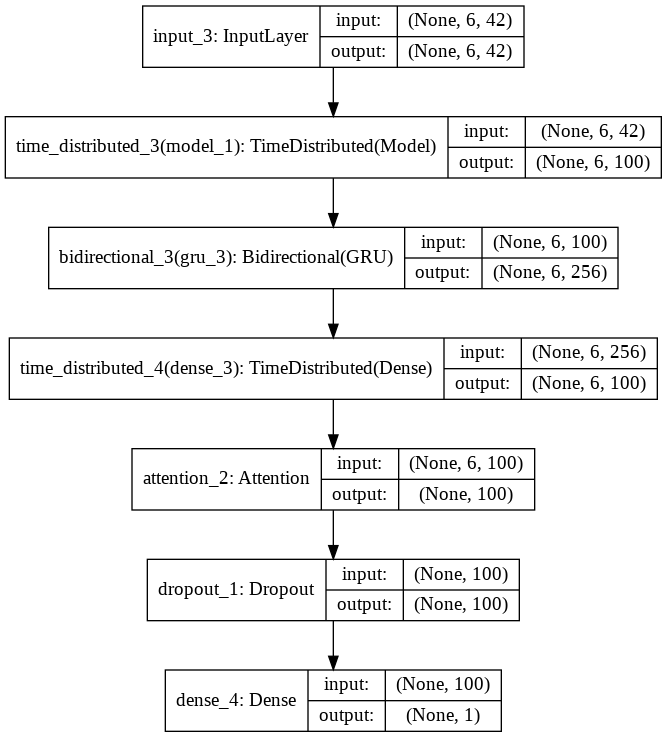 input_3: InputLayer
input: (None, 6, 42)
output: (None, 6, 42)
time_distributed_3(model_1): TimeDistributed(Model)
input: (None, 6, 42)
output: (None, 6, 100)
bidirectional_3(gru_3): Bidirectional(GRU)
input: (None, 6, 100)
output: (None, 6, 256)
time_distributed_4(dense_3): TimeDistributed(Dense)
input: (None, 6, 256)
output: (None, 6, 100)
attention_2: Attention
input: (None, 6, 100)
output: (None, 100)
dropout_1: Dropout
input: (None, 100)
output: (None, 100)
dense_4: Dense
input: (None, 100)
output: (None, 1)